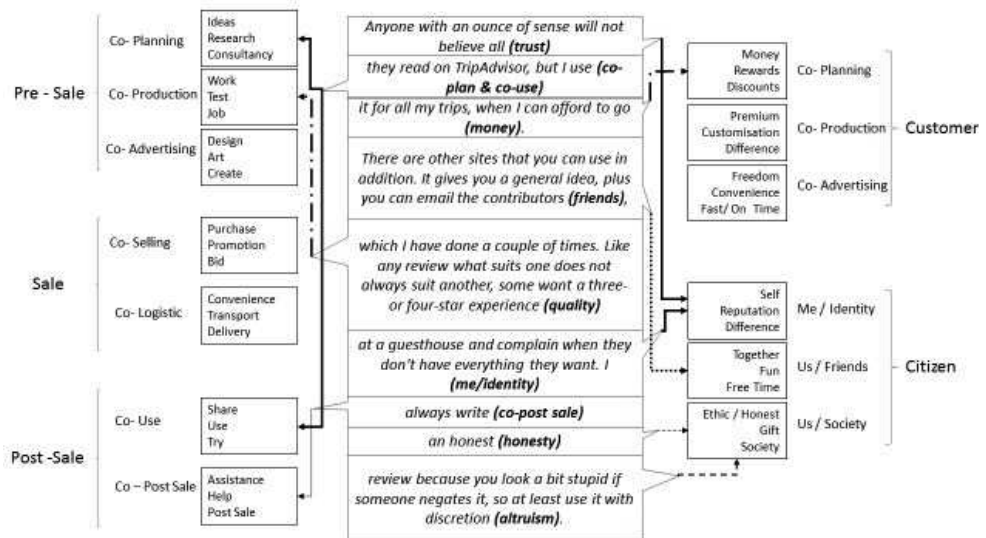 Pre - Sale
Co- Planning
Ideas
Research
Consultancy
Co- Production
Work
Test
Job
Co- Advertising
Design
Art
Create
Sale
Co- Selling
Purchase
Promotion
Bid
Co- Logistic
Convenience
Transport
Delivery
Post -Sale
Co- Use
Share
Use
Try
Co – Post Sale
Assistance
Help
Post Sale
Anyone with an ounce of sense will not
believe all (trust)
they read on TripAdvisor, but I use (co-
plan & co-use)
it for all my trips, when I can afford to go
(money).
There are other sites that you can use in
addition. It gives you a general idea, plus
you can email the contributors (friends),
which I have done a couple of times. Like
any review what suits one does not
always suit another, some want a three-
or four-star experience (quality)
at a guesthouse and complain when they
don't have everything they want. I
(me/identity)
always write (co-post sale)
an honest (honesty)
review because you look a bit stupid if
someone negates it, so at least use it with
discretion (altruism).
Money
Rewards
Discounts
Co- Planning
Premium
Customisation
Difference
Co- Production
Freedom
Convenience
Fast/ On Time
Co- Advertising
Customer
Self
Reputation
Difference
Me / Identity
Together
Fun
Free Time
Us / Friends
Ethic / Honest
Gift
Society
Us / Society
Citizen